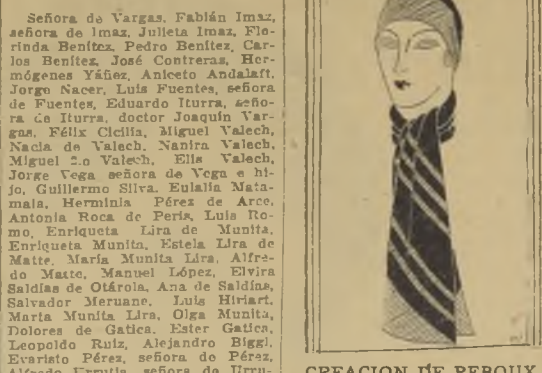 Señora de Vargas, Fabián Imaz,
señora de Imaz, Julieta Imaz, Flo-
rinda Benítez, Pedro Benítez, Car-
los Benítez, José Contreras, Her-
mógenes Yáñez, Aniceto Andalaft,
Jorge Nacer, Luis Fuentes, señora
de Fuentes, Eduardo Iturra, seño-
ra de Iturra, doctor Joaquín Var-
gas, Félix Cicilia, Miguel Valech,
Nacla de Valech, Nanira Valech,
Miguel 2.o Valech, Elis Valech,
Jorge Vega señora de Vega e hi-
jo, Guillermo Silva, Eulalia Mata-
mala, Herminia Pérez de Arce,
Antonia Roca de Peris, Luis Ro-
mo, Enriqueta Lira de Munita,
Enriqueta Munita, Estela Lira de
Matte, María Munita Lira, Alfre-
do Matte, Manuel López, Elvira
Saldías de Otárola, Ana de Saldías,
Salvador Meruane, Luis Hiriart,
Marta Munita Lira, Olga Munita,
Dolores de Gatica, Ester Gatica,
Leopoldo Ruiz, Alejandro Biggi,
Evaristo Pérez, señora de Pérez,
Alfredo Urrutia, señora de Urru-
CREACION DE REBOUX